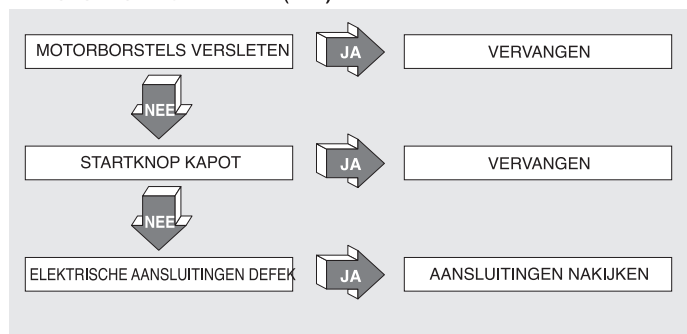 MOTORBORSTELS VERSLETEN
JA
VERVANGEN
NEE
STARTKNOP KAPOT
JA
VERVANGEN
NEE
ELEKTRISCHE AANSLUITINGEN DEFEK
JA
AANSLUITINGEN NAKIJKEN